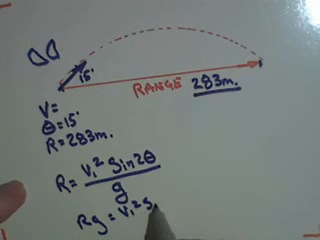 15°
RANGE 283m.
V=
θ=15°
R=283m.
R= V₁² Sin2θ / g
Rg = V₁² S